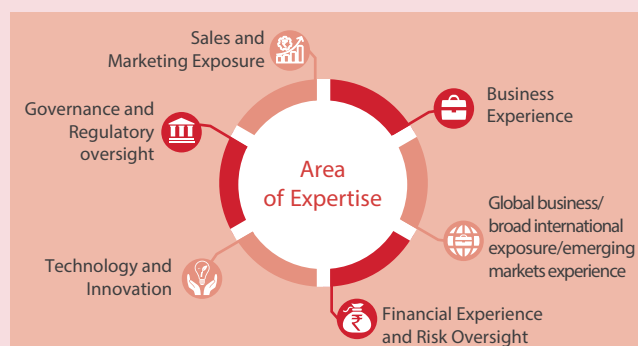 Sales and
Marketing Exposure
Business
Experience
Governance and
Regulatory
oversight
Area
of Expertise
Global business/
broad international
exposure/emerging
markets experience
Technology and
Innovation
Financial Experience
and Risk Oversight
₹